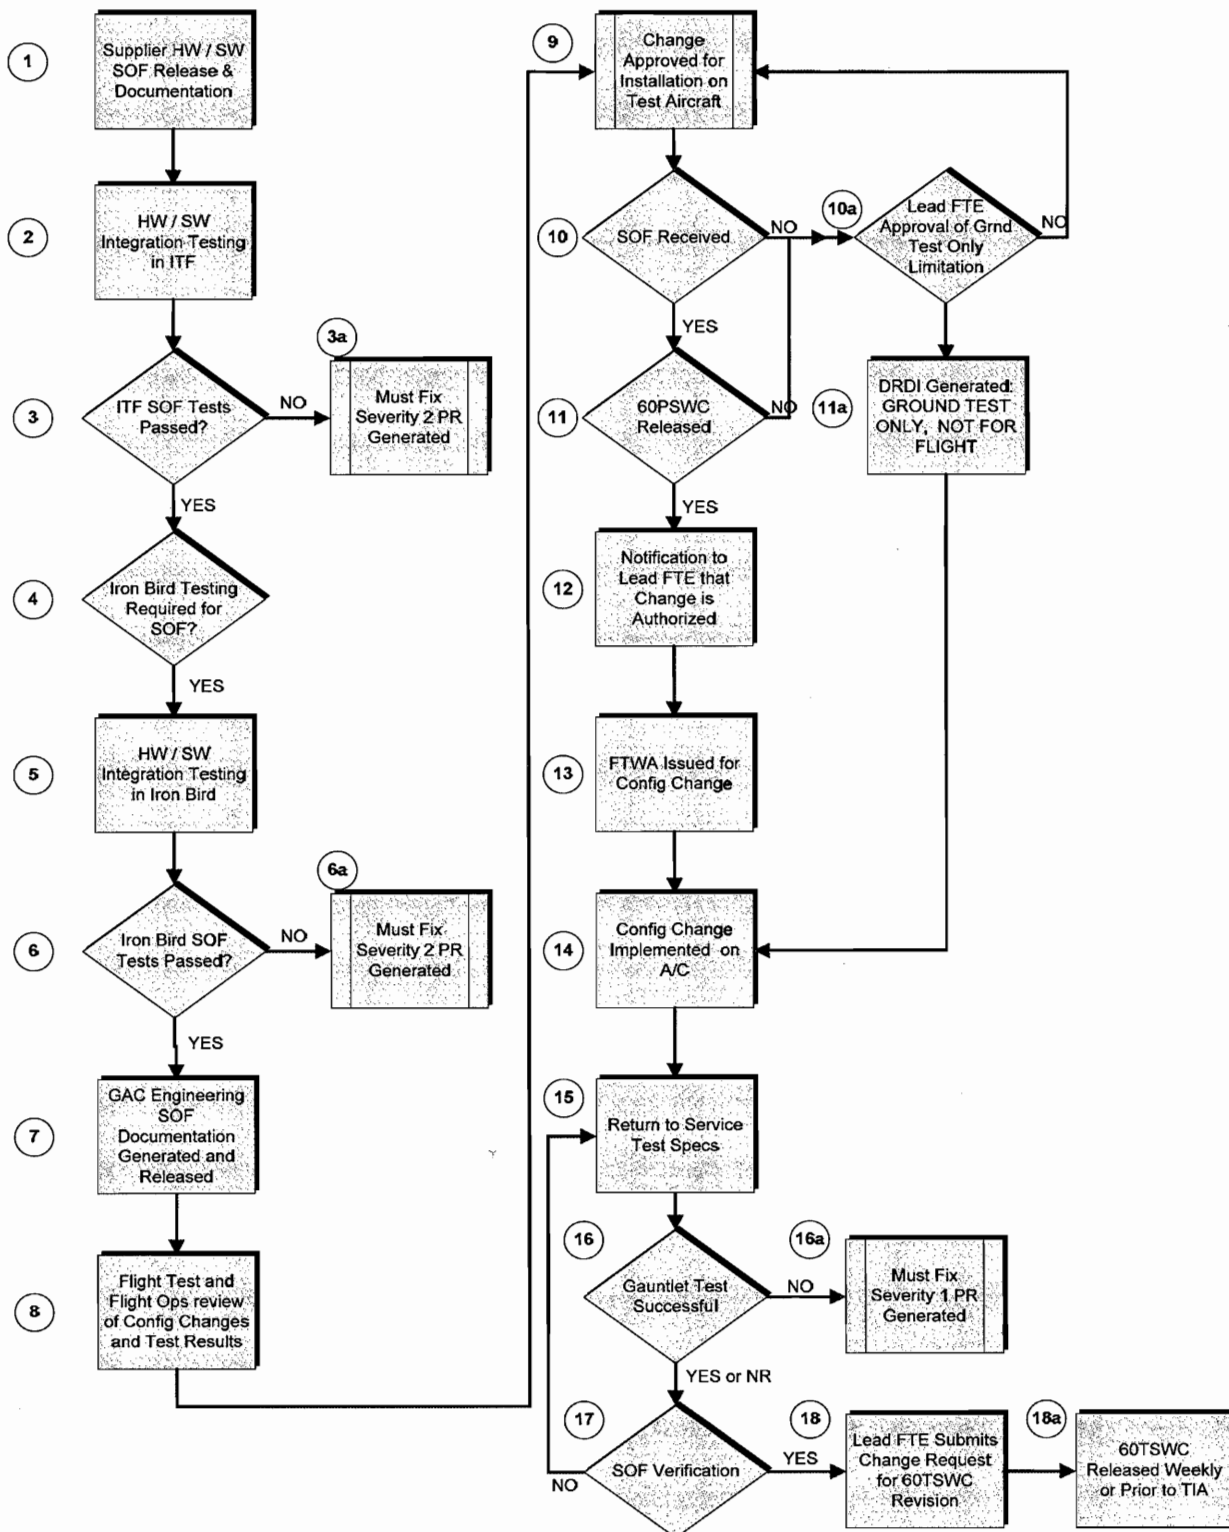 1
Supplier HW / SW
SOF Release &
Documentation
2
HW / SW
Integration Testing
in ITF
3
ITF SOF Tests
Passed?
NO
3a
Must Fix
Severity 2 PR
Generated
YES
4
Iron Bird Testing
Required for
SOF?
YES
5
HW / SW
Integration Testing
in Iron Bird
6
Iron Bird SOF
Tests Passed?
NO
6a
Must Fix
Severity 2 PR
Generated
YES
7
GAC Engineering
SOF
Documentation
Generated and
Released
8
Flight Test and
Flight Ops review
of Config Changes
and Test Results
9
Change
Approved for
Installation on
Test Aircraft
10
SOF Received
NO
10a
Lead FTE
Approval of Grnd
Test Only
Limitation
NO
YES
11
60PSWC
Released
NO
11a
DRDI Generated:
GROUND TEST
ONLY, NOT FOR
FLIGHT
YES
12
Notification to
Lead FTE that
Change is
Authorized
13
FTWA Issued for
Config Change
14
Config Change
Implemented on
A/C
15
Return to Service
Test Specs
16
Gauntlet Test
Successful
NO
16a
Must Fix
Severity 1 PR
Generated
YES or NR
17
SOF Verification
NO
YES
18
Lead FTE Submits
Change Request
for 60TSWC
Revision
18a
60TSWC
Released Weekly
or Prior to TIA